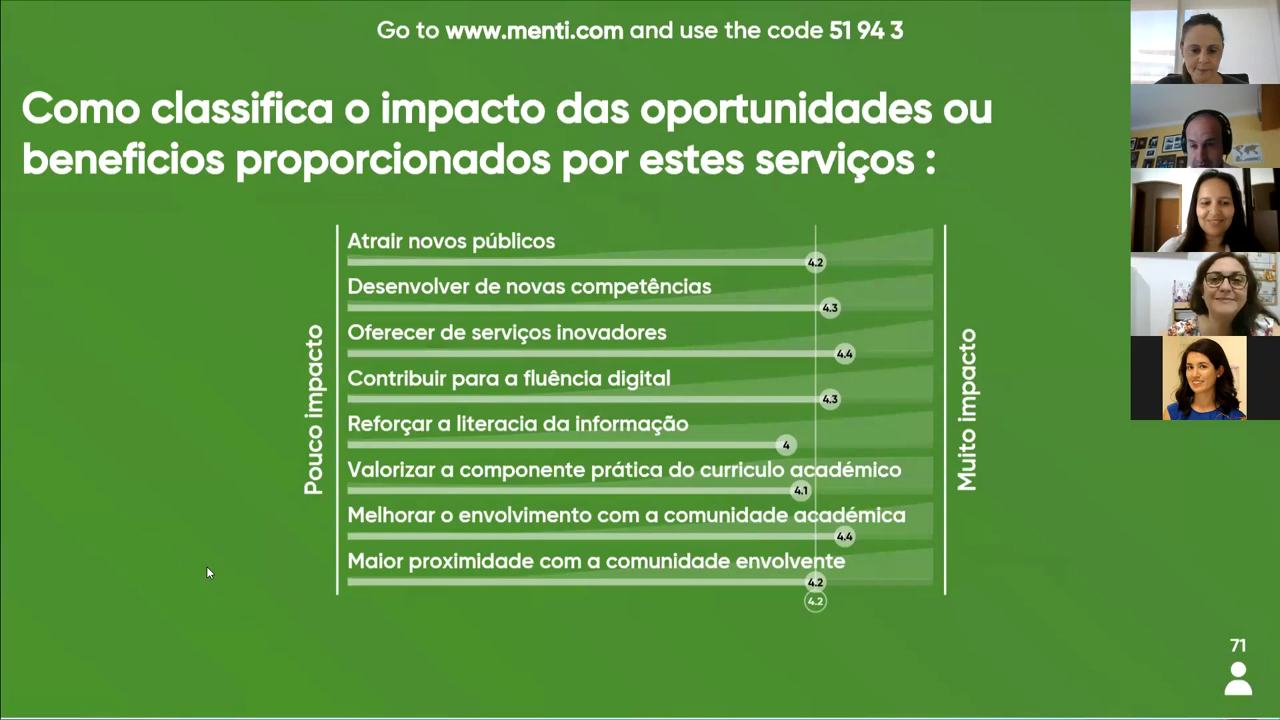 Go to www.menti.com and use the code 51 94 3
Como classifica o impacto das oportunidades ou
beneficios proporcionados por estes serviços :
Pouco impacto
Atrair novos públicos
4.2
Desenvolver de novas competências
4.3
Oferecer de serviços inovadores
4.4
Contribuir para a fluência digital
4.3
Reforçar a literacia da informação
4
Valorizar a componente prática do curriculo académico
4.1
Melhorar o envolvimento com a comunidade académica
4.4
Maior proximidade com a comunidade envolvente
4.2
4.2
Muito impacto
71